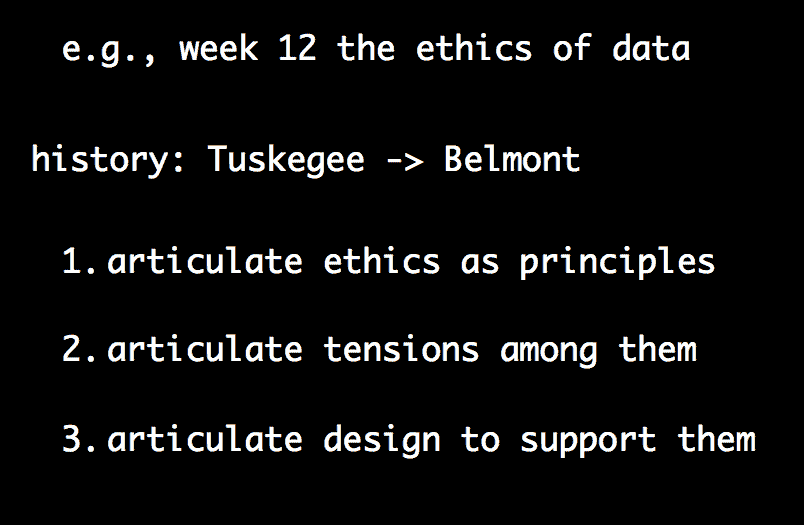 e.g., week 12 the ethics of data
history: Tuskegee -> Belmont
1. articulate ethics as principles
2. articulate tensions among them
3. articulate design to support them